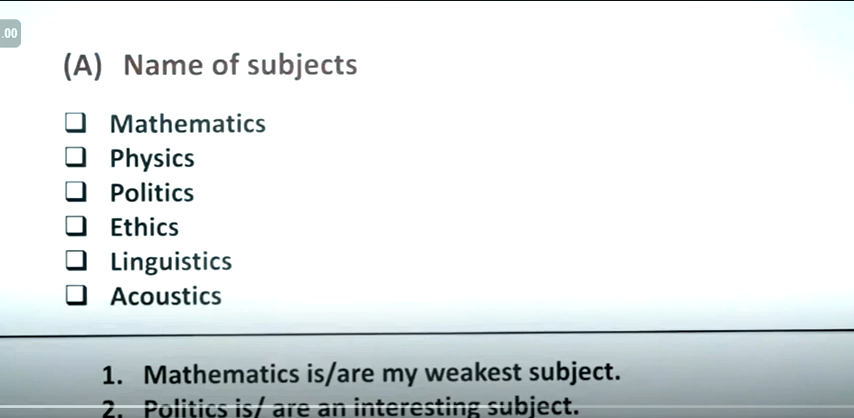 .00
(A) Name of subjects
Mathematics
Physics
Politics
Ethics
Linguistics
Acoustics
1. Mathematics is/are my weakest subject.
2. Politics is/ are an interesting subject.